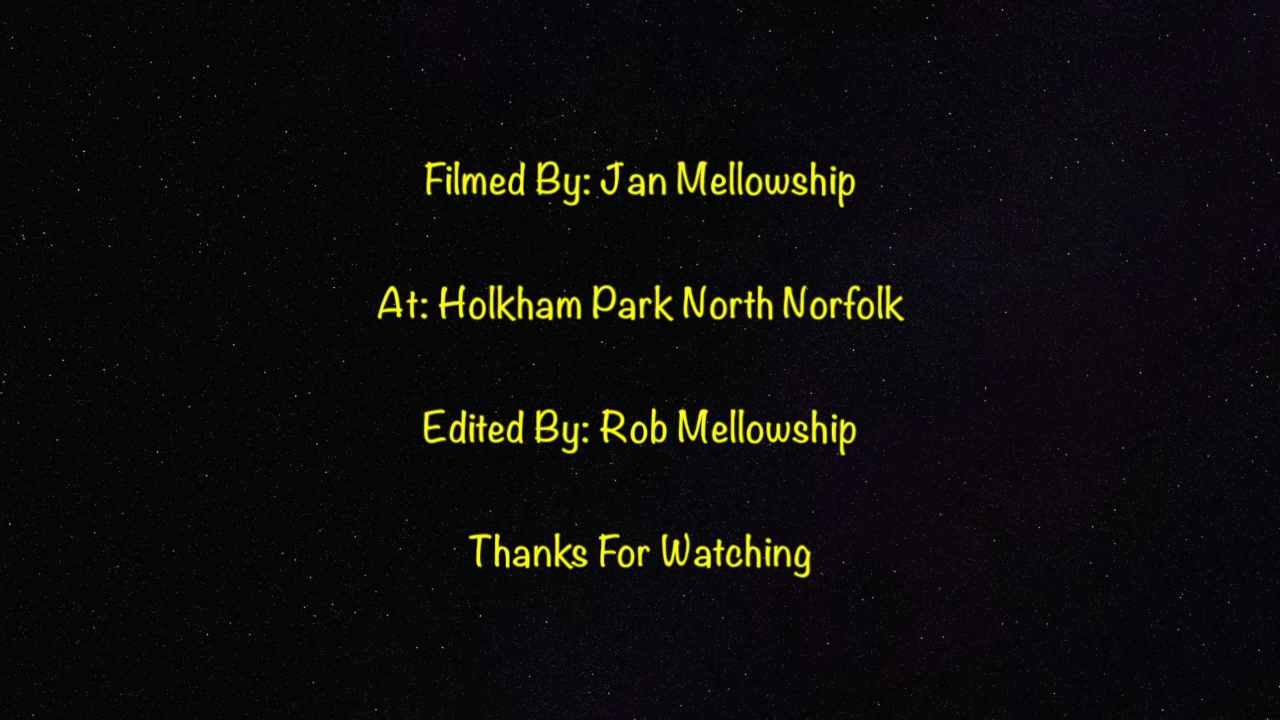 Filmed By: Jan Mellowship
At: Holkham Park North Norfolk
Edited By: Rob Mellowship
Thanks For Watching